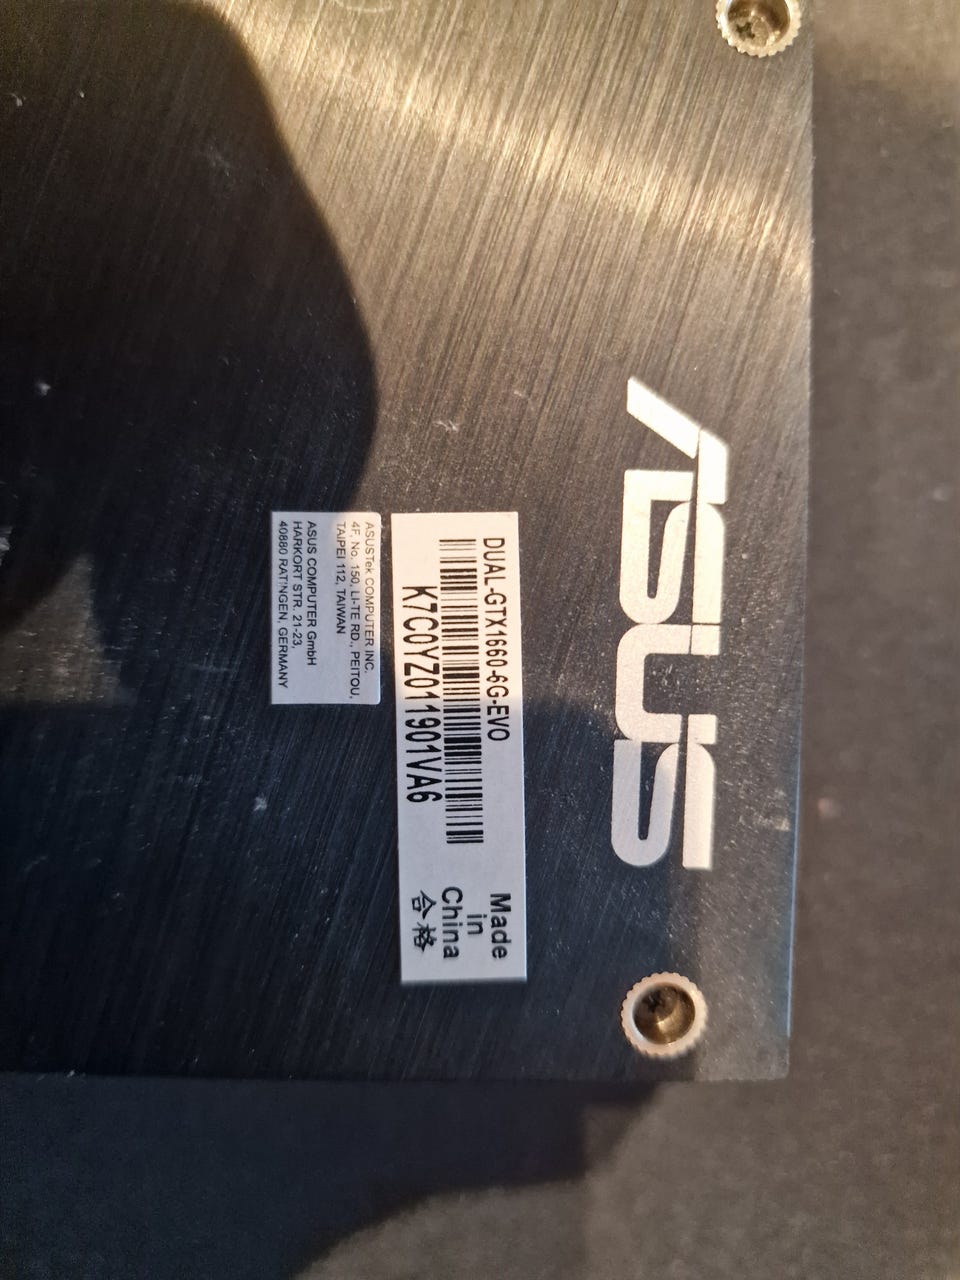 ASUS
DUAL-GTX1660-6G-EVO
K7C0YZ011901VA6
Made
in
China
合格
ASUSTek COMPUTER INC.
4F, No. 150, LI-TE RD., PEITOU,
TAIPEI 112, TAIWAN
ASUS COMPUTER GmbH
HARKORT STR. 21-23,
40880 RATINGEN, GERMANY